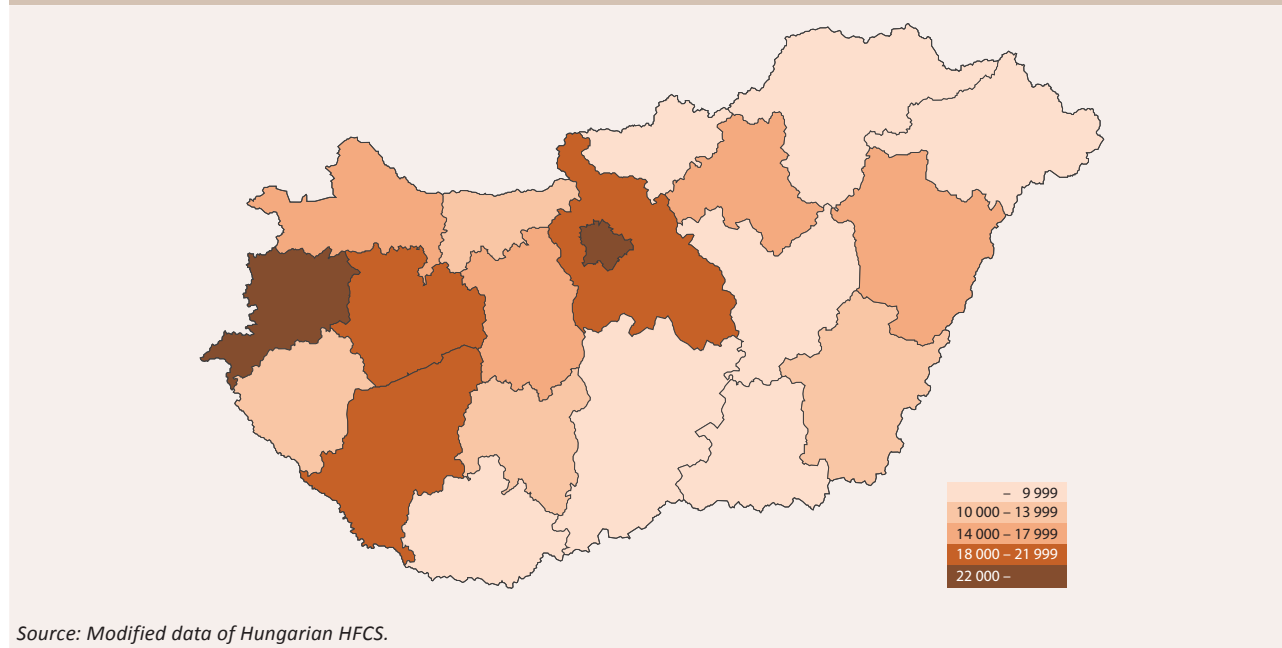 – 9 999
10 000 – 13 999
14 000 – 17 999
18 000 – 21 999
22 000 –
Source: Modified data of Hungarian HFCS.